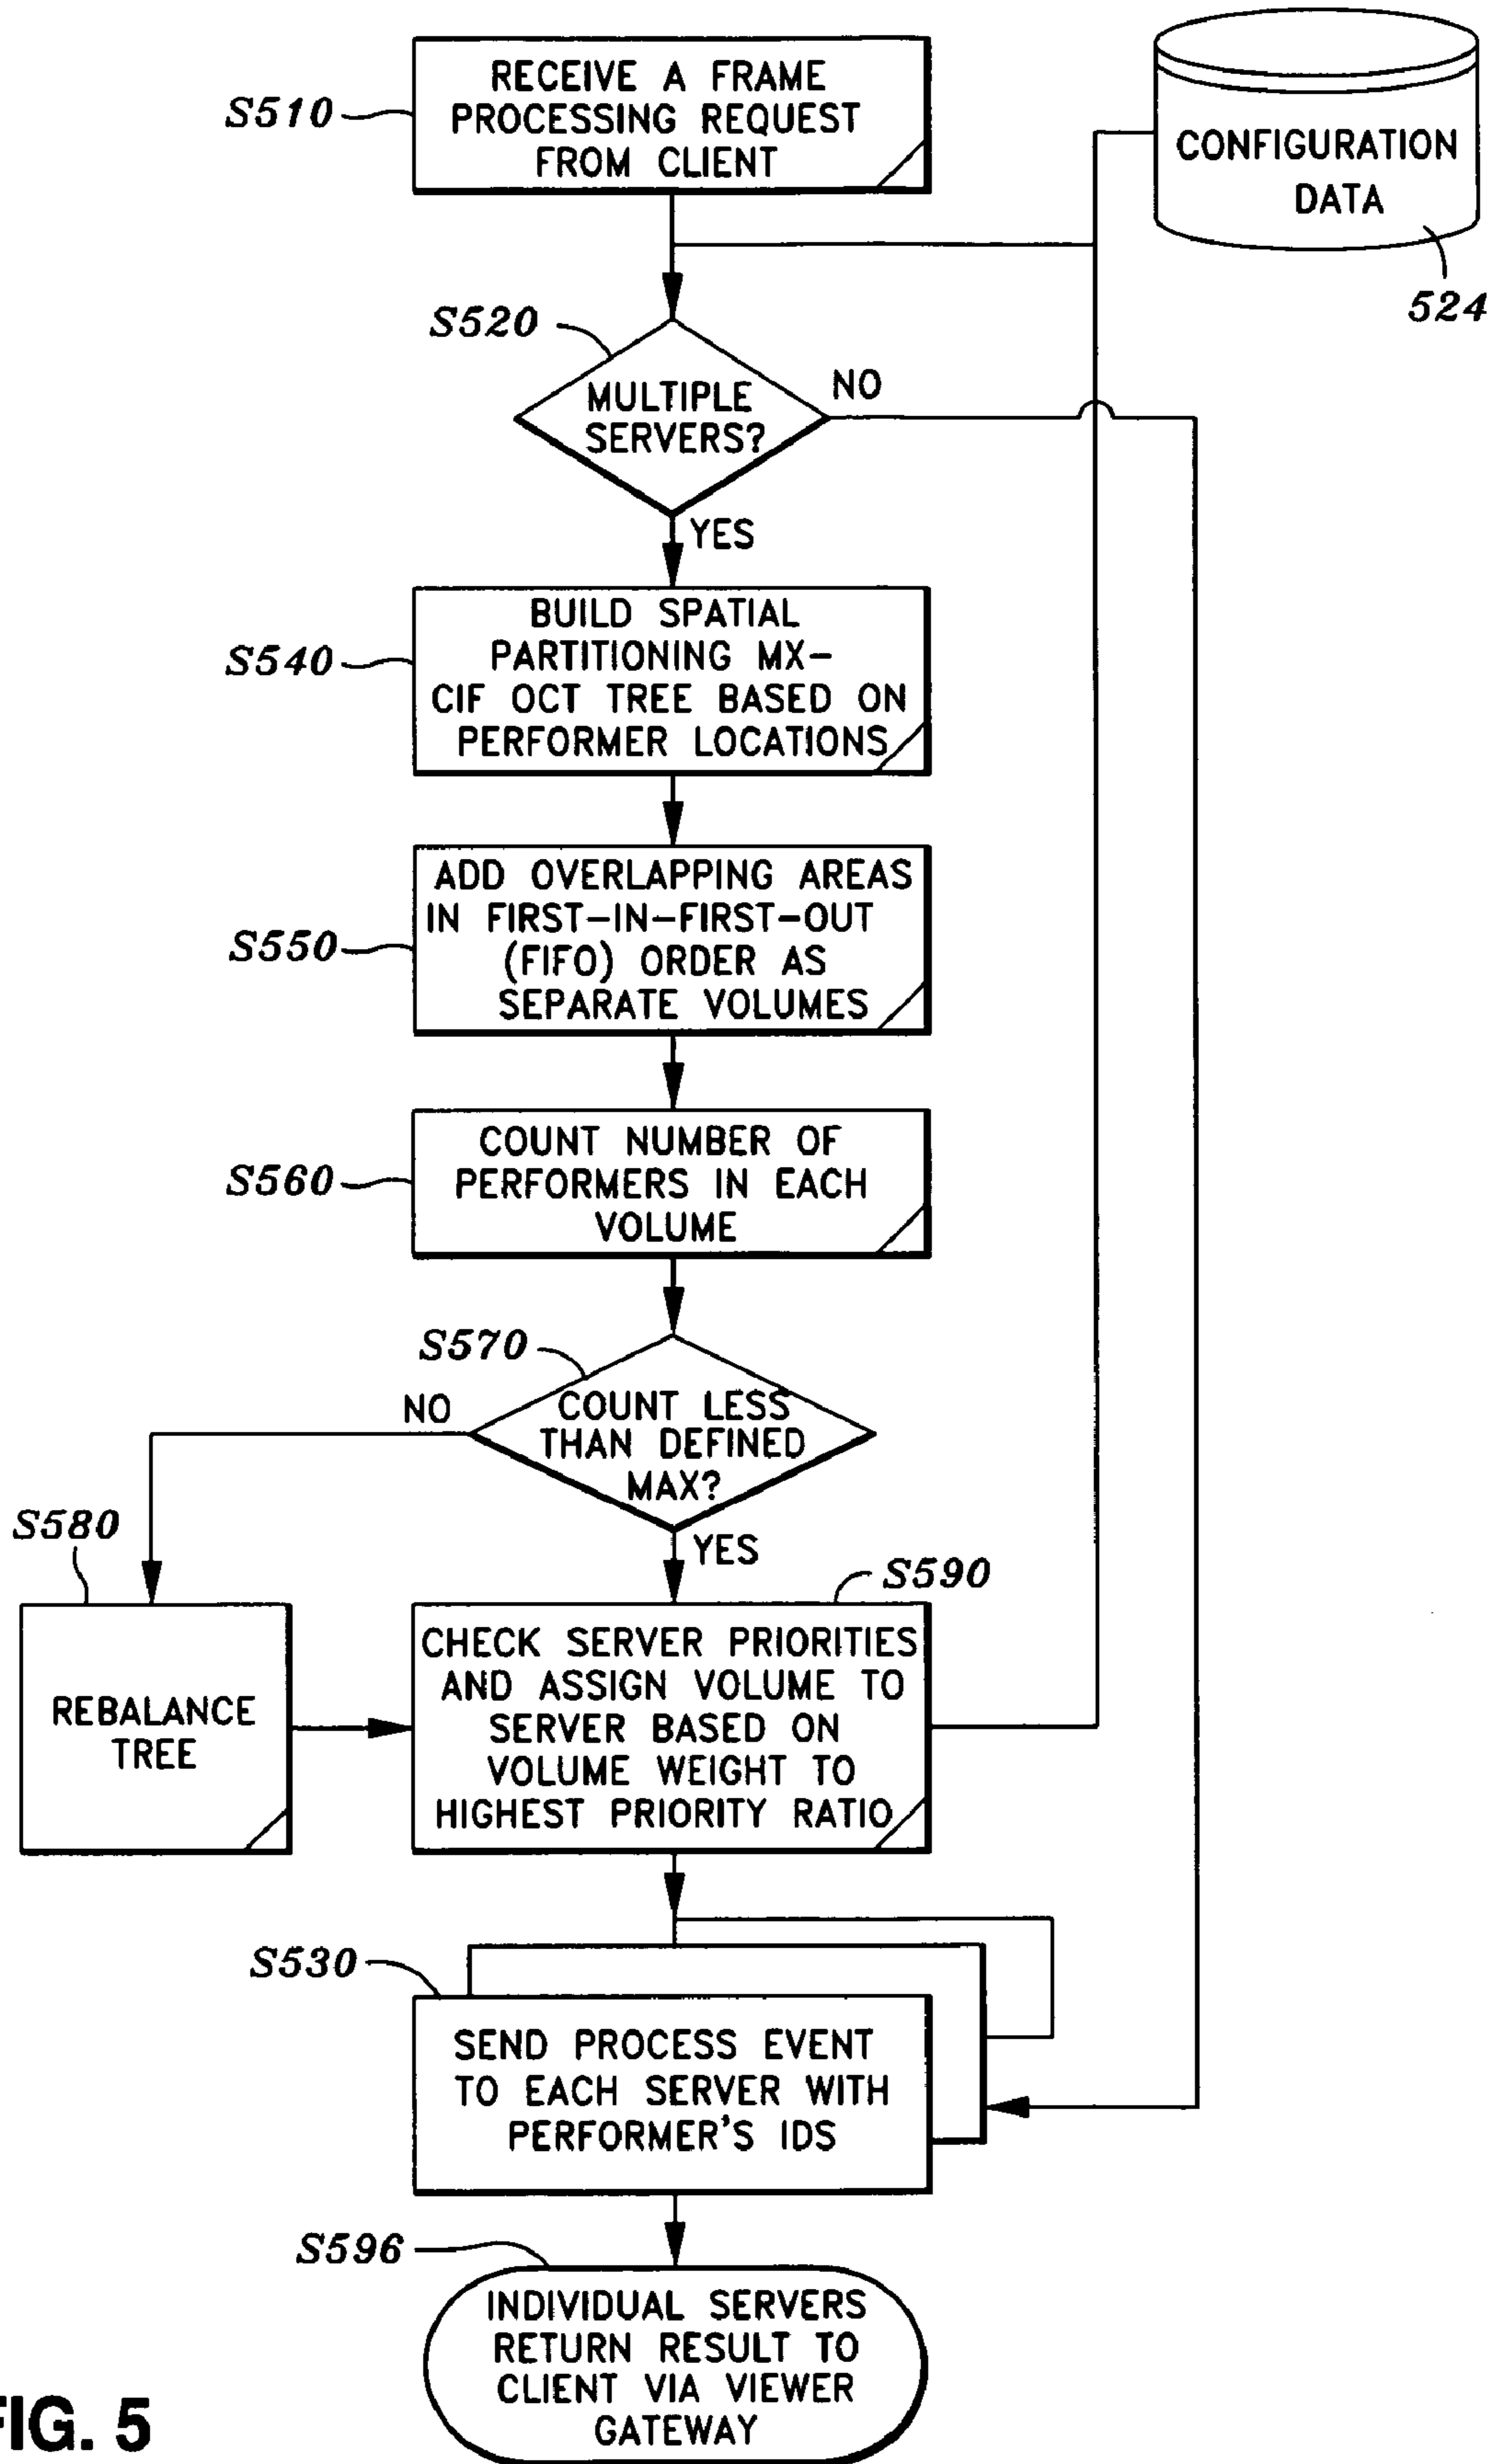 RECEIVE A FRAME
PROCESSING REQUEST
FROM CLIENT
S510
CONFIGURATION
DATA
524
S520
MULTIPLE
SERVERS?
NO
YES
BUILD SPATIAL
PARTITIONING MX-
CIF OCT TREE BASED ON
PERFORMER LOCATIONS
S540
ADD OVERLAPPING AREAS
IN FIRST-IN-FIRST-OUT
(FIFO) ORDER AS
SEPARATE VOLUMES
S550
COUNT NUMBER OF
PERFORMERS IN EACH
VOLUME
S560
S570
COUNT LESS
THAN DEFINED
MAX?
NO
YES
S580
REBALANCE
TREE
S590
CHECK SERVER PRIORITIES
AND ASSIGN VOLUME TO
SERVER BASED ON
VOLUME WEIGHT TO
HIGHEST PRIORITY RATIO
S530
SEND PROCESS EVENT
TO EACH SERVER WITH
PERFORMER'S IDS
S596
INDIVIDUAL SERVERS
RETURN RESULT TO
CLIENT VIA VIEWER
GATEWAY
FIG. 5